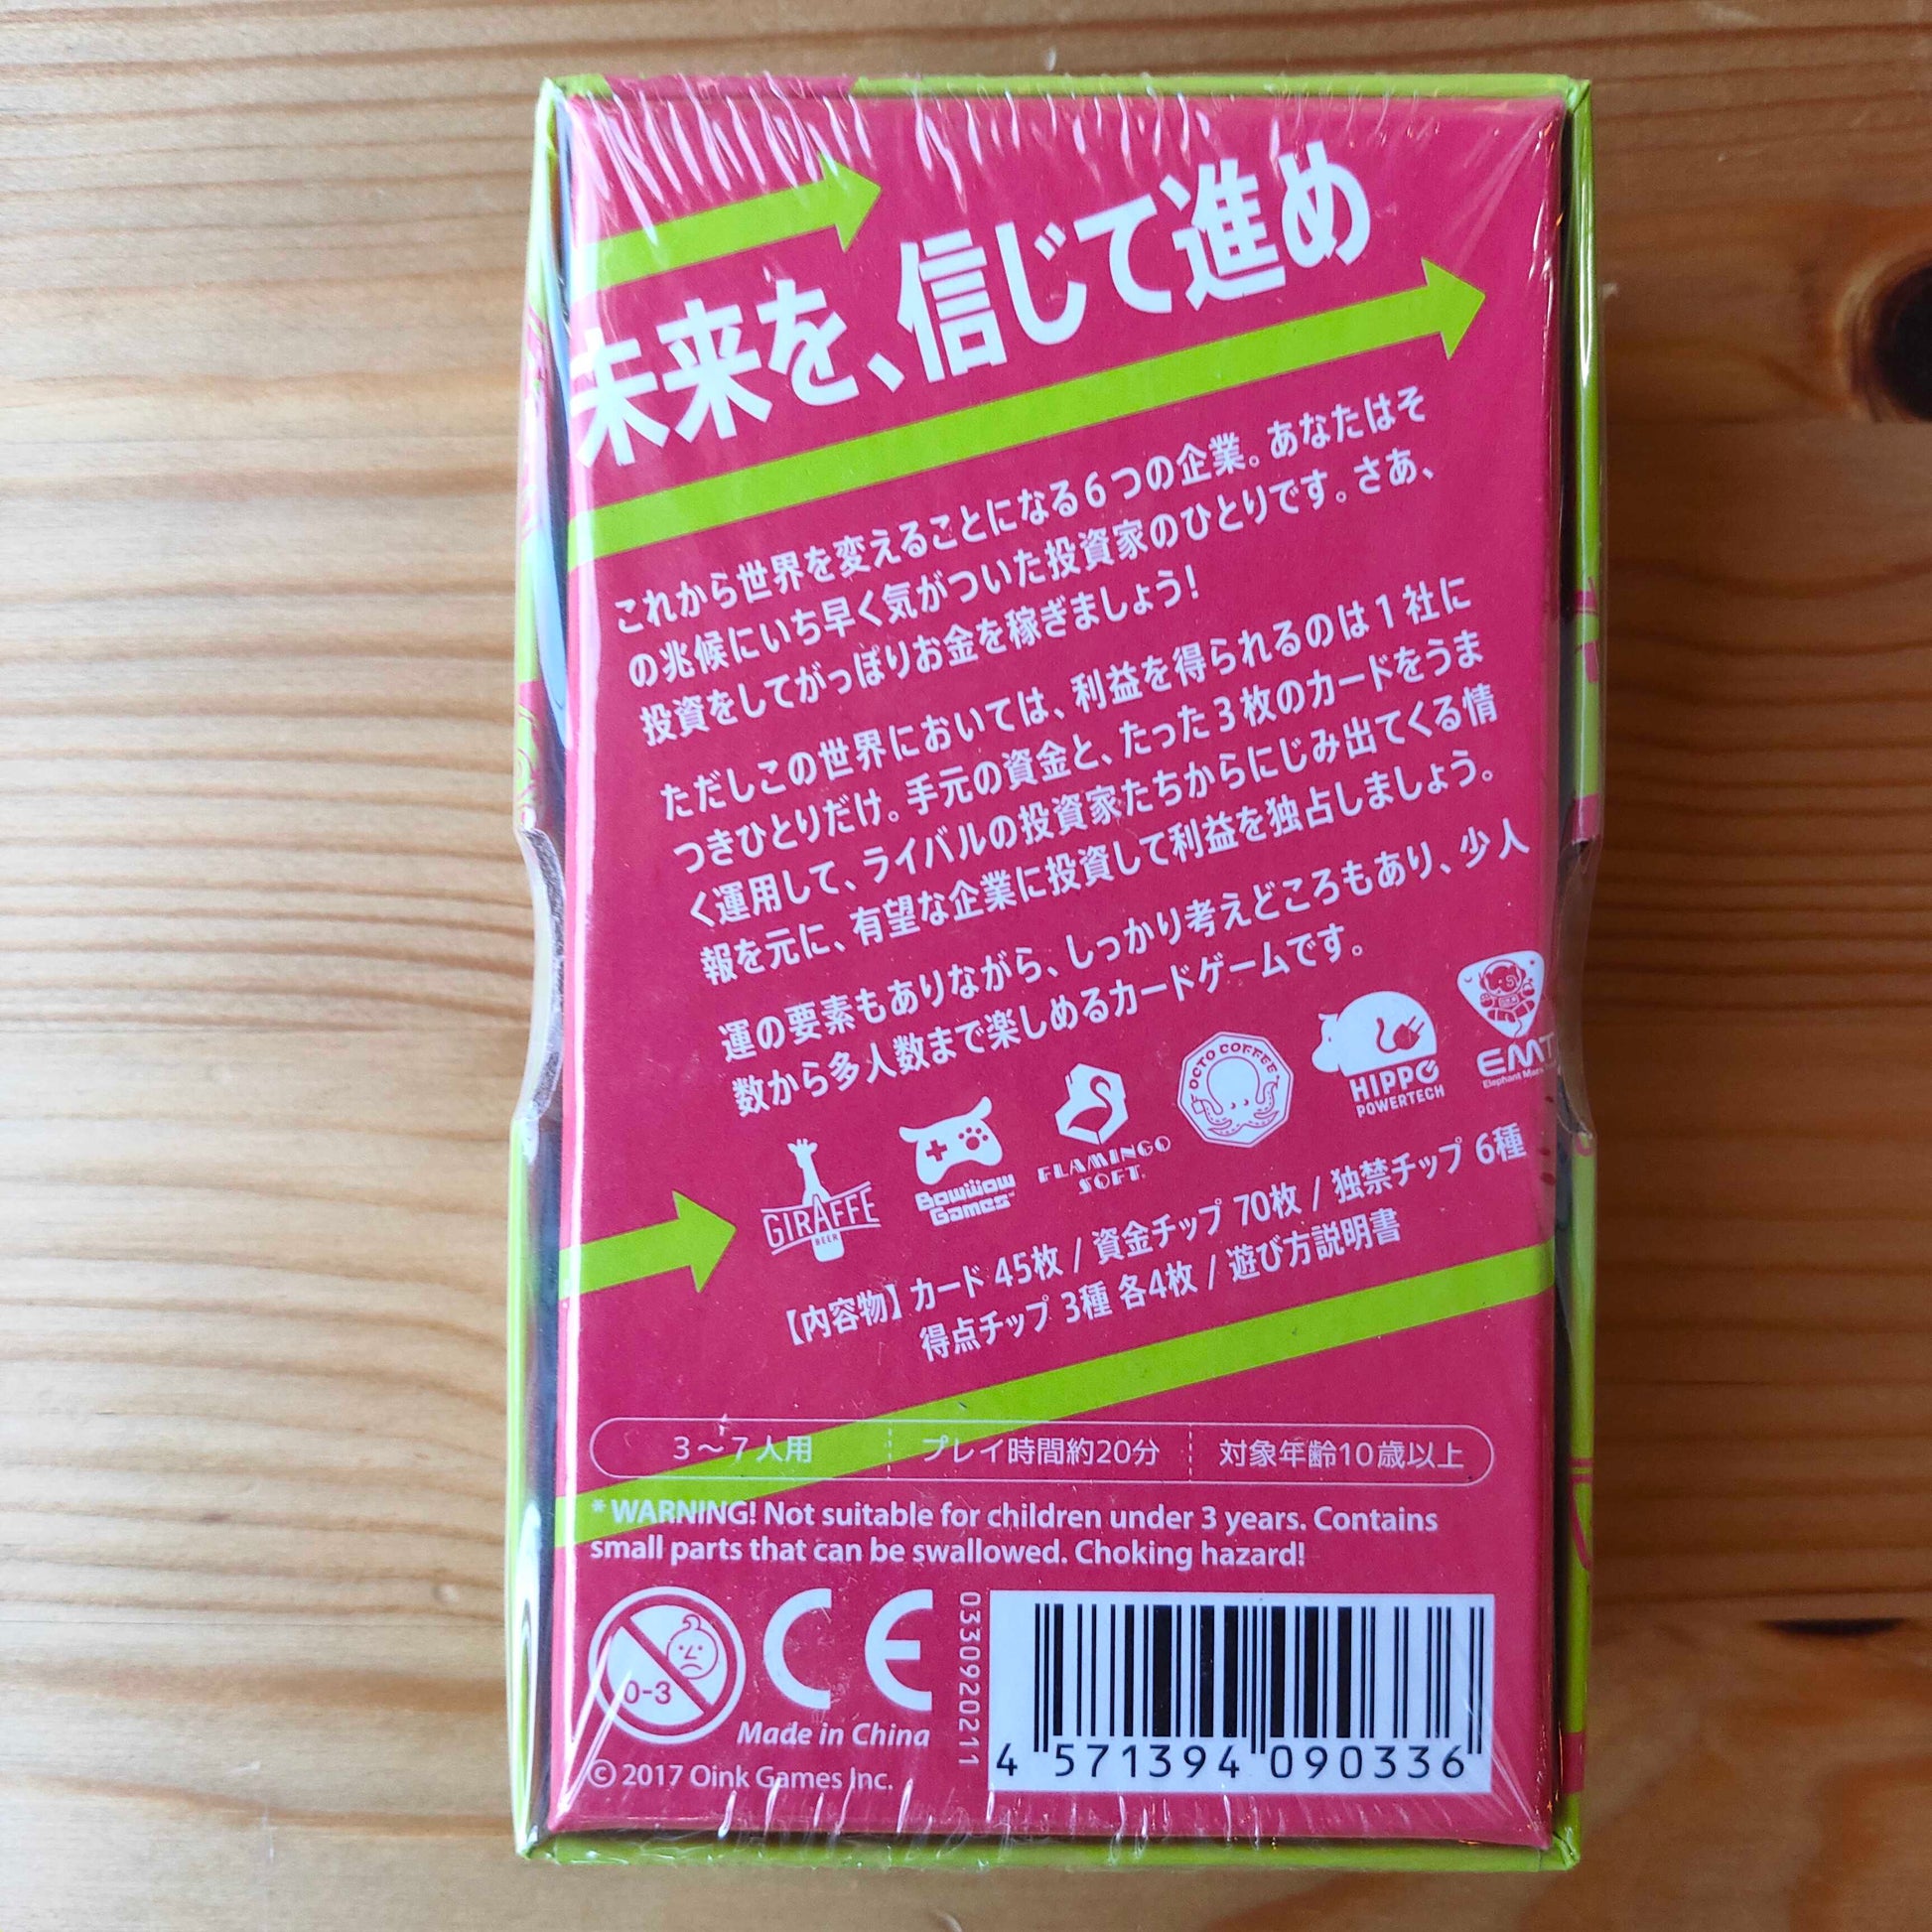 未来を、信じて進め
これから世界を変えることになる6つの企業。あなたはそ
の兆候にいち早く気がついた投資家のひとりです。さあ、
投資をしてがっぽりお金を稼ぎましょう!
ただしこの世界においては、利益を得られるのは1社に
つきひとりだけ。手元の資金と、たった3枚のカードをうま
く運用して、ライバルの投資家たちからにじみ出てくる情
報を元に、有望な企業に投資して利益を独占しましょう。
運の要素もありながら、しっかり考えどころもあり、少人
数から多人数まで楽しめるカードゲームです。
GIRAFFE
BEER
Bowwow
Games
FLAMINGO
SOFT.
OCTO COFFEE
HIPPO
POWERTECH
EMT
Elephant Mars
【内容物】カード 45枚 / 資金チップ 70枚 / 独禁チップ 6種
得点チップ 3種 各4枚 / 遊び方説明書
3〜7人用 プレイ時間約20分 対象年齢10歳以上
* WARNING! Not suitable for children under 3 years. Contains
small parts that can be swallowed. Choking hazard!
0-3
CE
Made in China
© 2017 Oink Games Inc.
0330920211
4 571394 090336